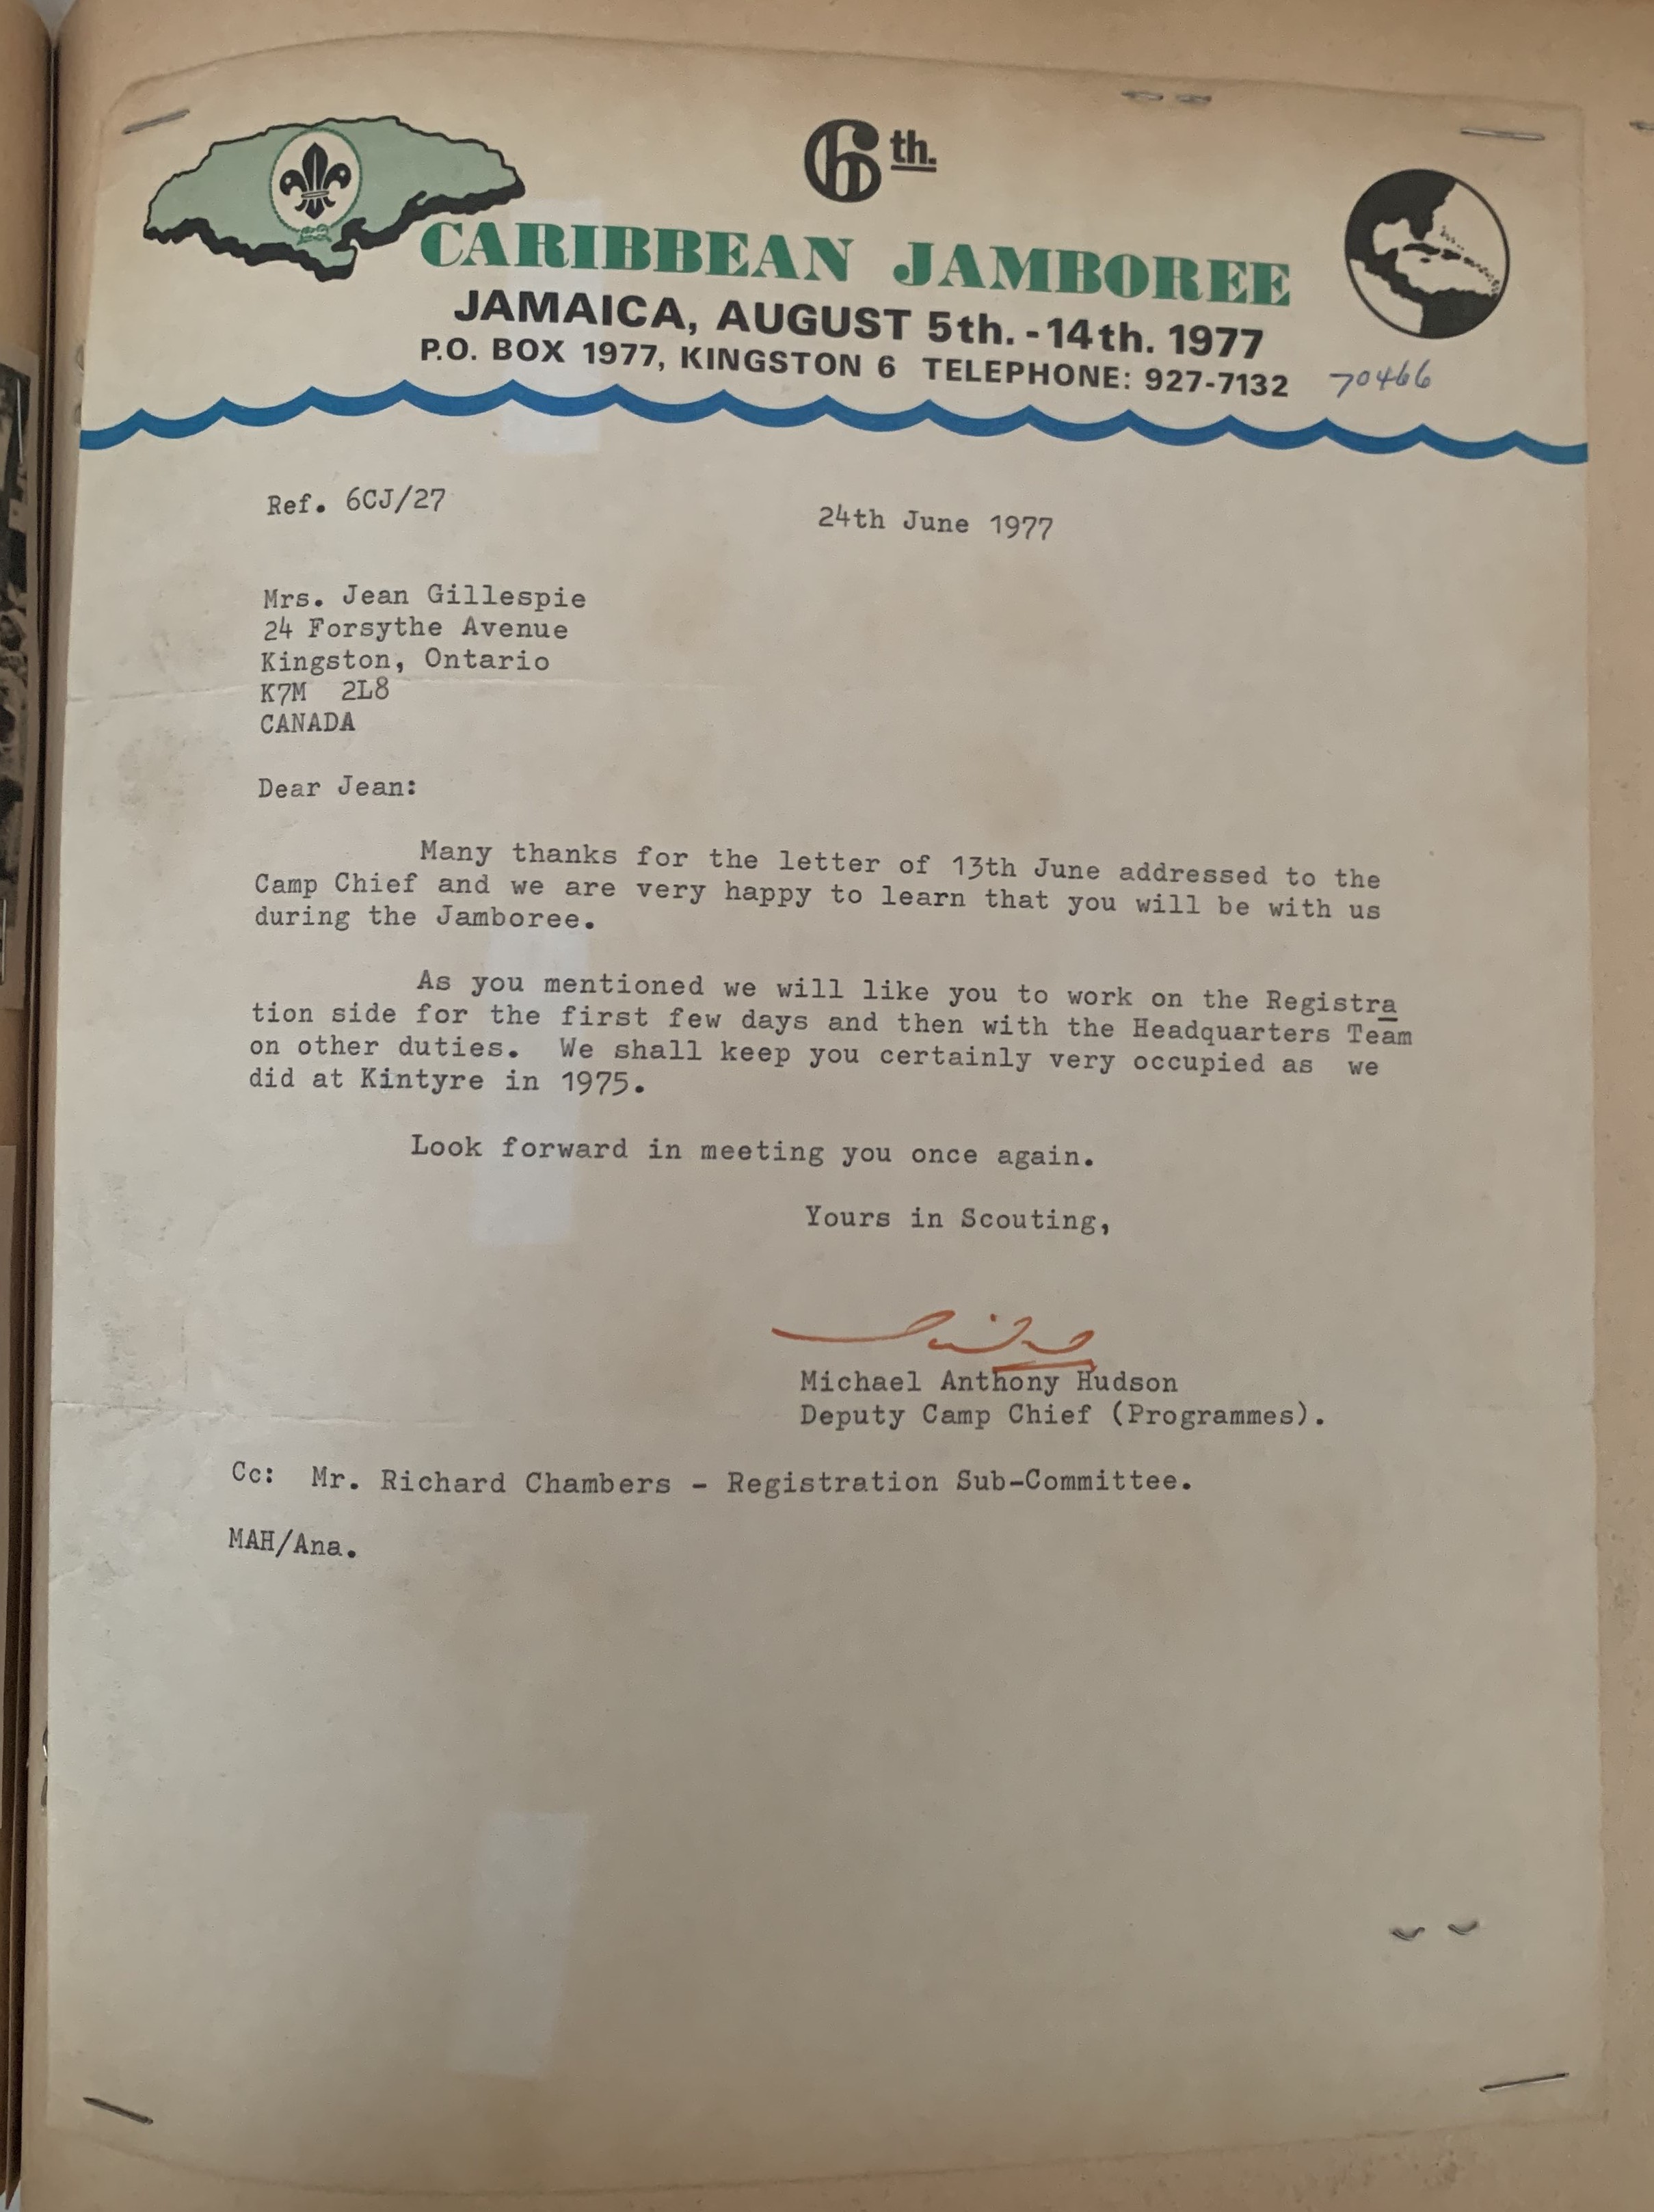 6th.
CARIBBEAN JAMBOREE
JAMAICA, AUGUST 5th. - 14th. 1977
P.O. BOX 1977, KINGSTON 6 TELEPHONE: 927-7132 70466
Ref. 6CJ/27
24th June 1977
Mrs. Jean Gillespie
24 Forsythe Avenue
Kingston, Ontario
K7M 2L8
CANADA
Dear Jean:
Many thanks for the letter of 13th June addressed to the
Camp Chief and we are very happy to learn that you will be with us
during the Jamboree.
As you mentioned we will like you to work on the Registra
tion side for the first few days and then with the Headquarters Team
on other duties. We shall keep you certainly very occupied as we
did at Kintyre in 1975.
Look forward in meeting you once again.
Yours in Scouting,
Michael Anthony Hudson
Deputy Camp Chief (Programmes).
Cc: Mr. Richard Chambers - Registration Sub-Committee.
MAH/Ana.